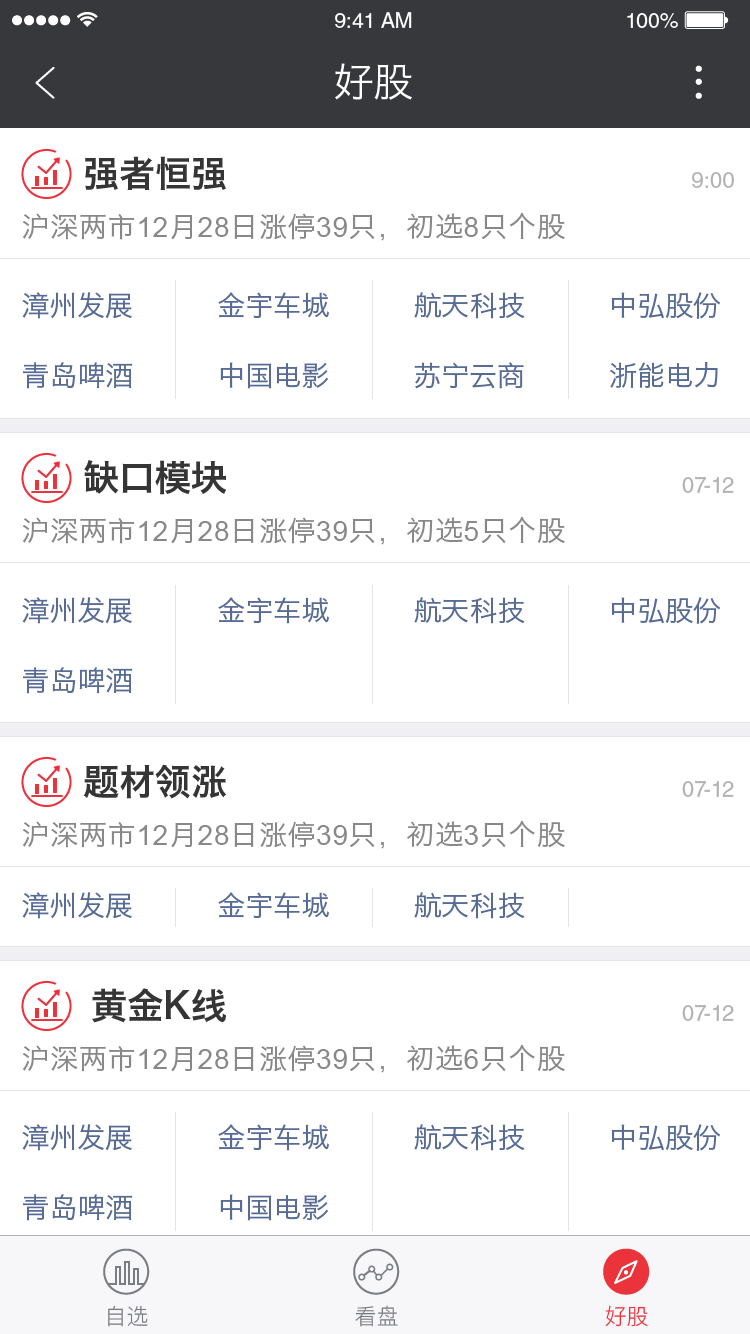 9:41 AM 100%
好股
强者恒强 9:00
沪深两市12月28日涨停39只，初选8只个股
漳州发展 金宇车城 航天科技 中弘股份
青岛啤酒 中国电影 苏宁云商 浙能电力
缺口模块 07-12
沪深两市12月28日涨停39只，初选5只个股
漳州发展 金宇车城 航天科技 中弘股份
青岛啤酒
题材领涨 07-12
沪深两市12月28日涨停39只，初选3只个股
漳州发展 金宇车城 航天科技
黄金K线 07-12
沪深两市12月28日涨停39只，初选6只个股
漳州发展 金宇车城 航天科技 中弘股份
青岛啤酒 中国电影
自选 看盘 好股